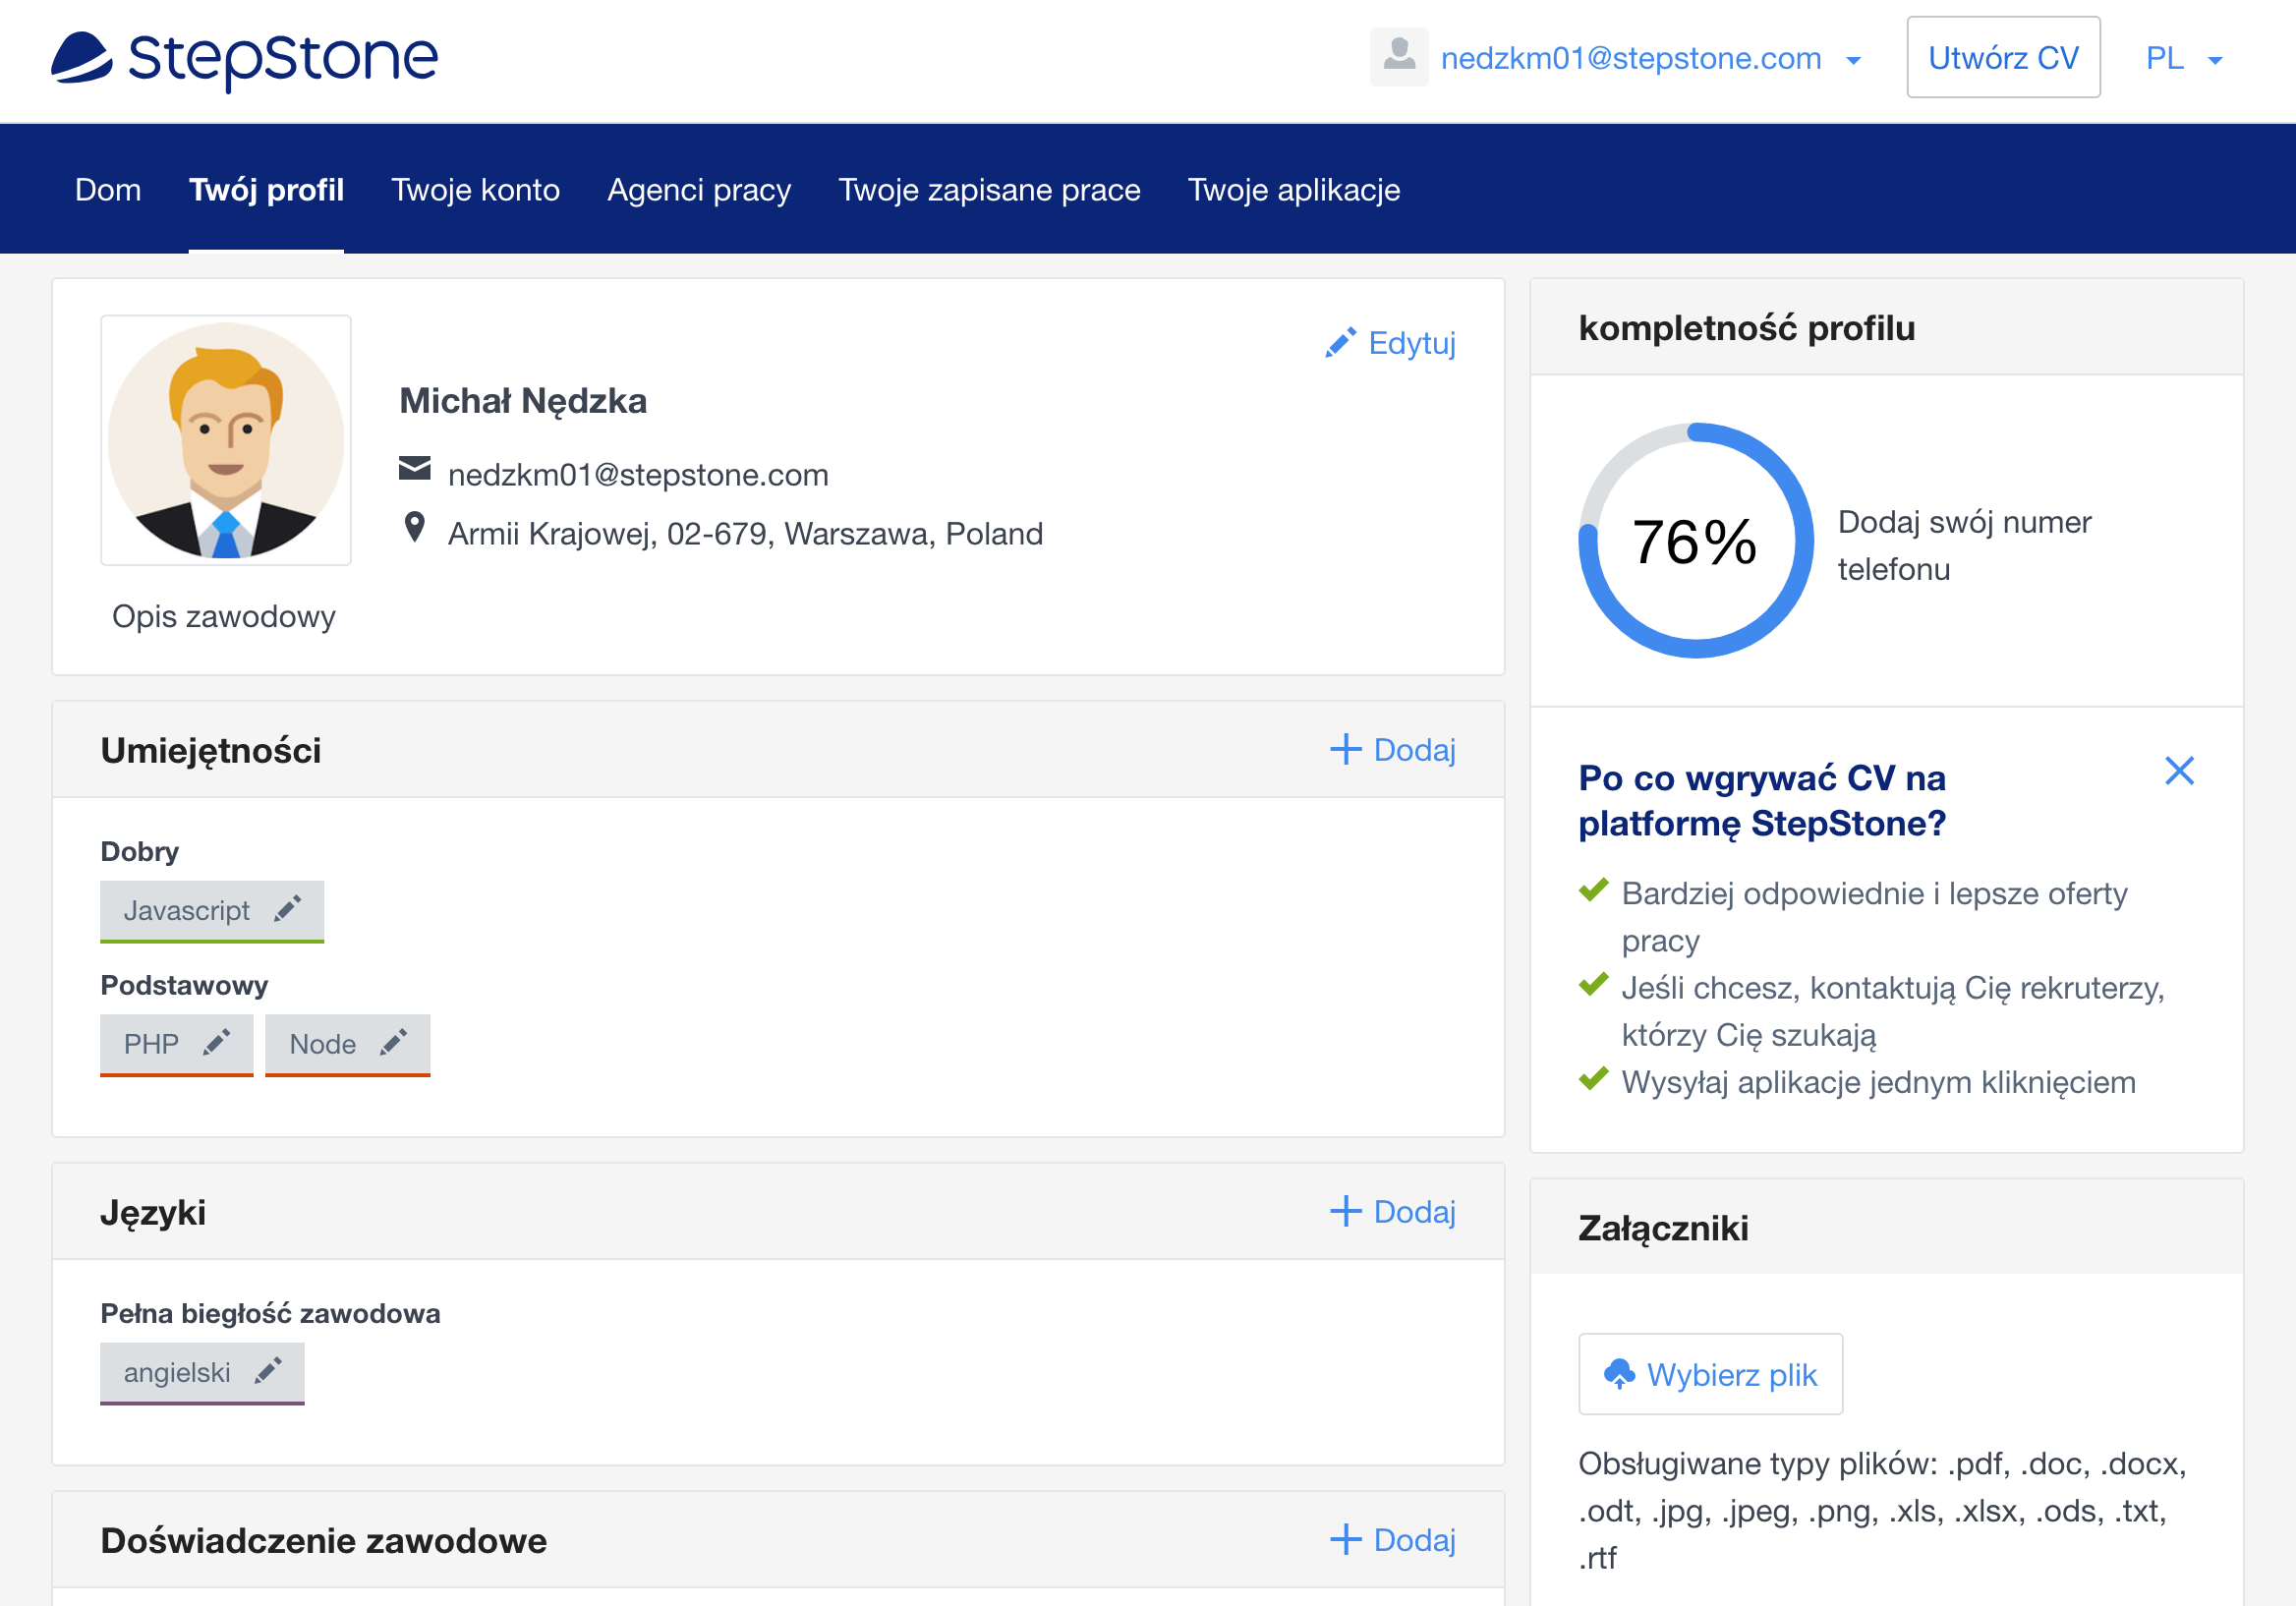 StepStone
nedzkm01@stepstone.com
Utwórz CV
PL
Dom
Twój profil
Twoje konto
Agenci pracy
Twoje zapisane prace
Twoje aplikacje
Edytuj
Michał Nędzka
nedzkm01@stepstone.com
Armii Krajowej, 02-679, Warszawa, Poland
Opis zawodowy
Umiejętności
Dodaj
Dobry
Javascript
Podstawowy
PHP
Node
Języki
Dodaj
Pełna biegłość zawodowa
angielski
Doświadczenie zawodowe
Dodaj
kompletność profilu
76%
Dodaj swój numer
telefonu
Po co wgrywać CV na
platformę StepStone?
Bardziej odpowiednie i lepsze oferty
pracy
Jeśli chcesz, kontaktują Cię rekruterzy,
którzy Cię szukają
Wysyłaj aplikacje jednym kliknięciem
Załączniki
Wybierz plik
Obsługiwane typy plików: .pdf, .doc, .docx,
.odt, .jpg, .jpeg, .png, .xls, .xlsx, .ods, .txt,
.rtf